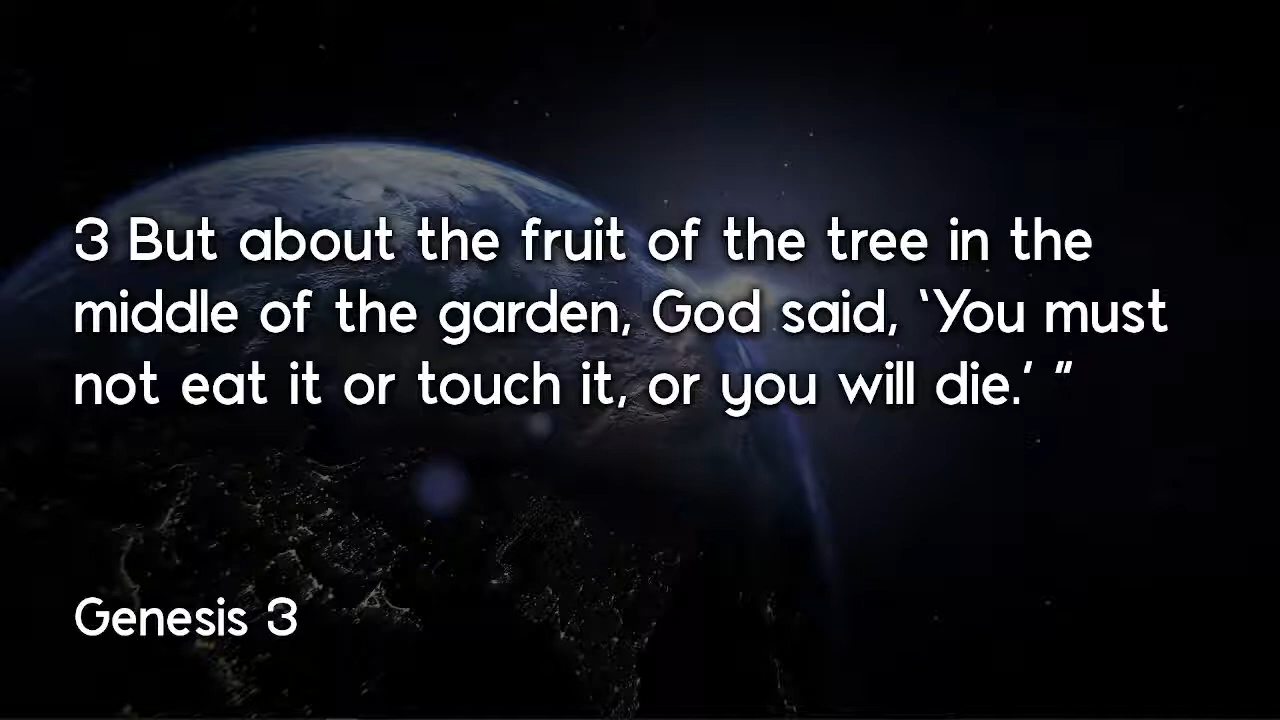 3 But about the fruit of the tree in the
middle of the garden, God said, ‘You must
not eat it or touch it, or you will die.’ ”
Genesis 3